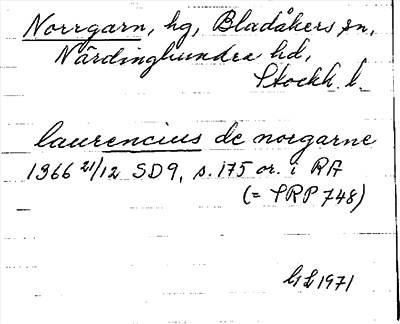 Norrgarn, hg, Bladåkers sn,
Närdinghundra hd,
Stockh. l.
laurencius de norgarne
1366 21/12 SD9, s. 175 or. i RA
(= SRP 748)
1971